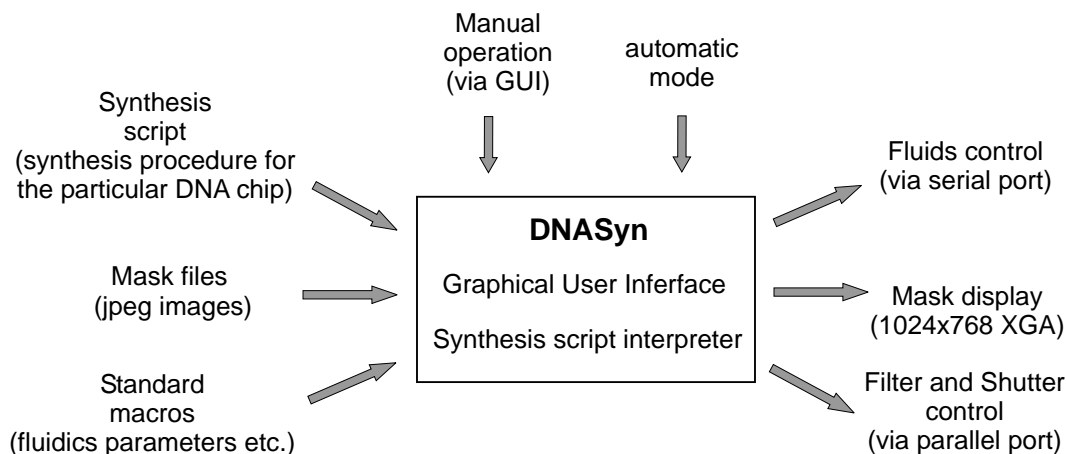 Manual
operation
(via GUI)
automatic
mode
Synthesis
script
(synthesis procedure for
the particular DNA chip)
Mask files
(jpeg images)
Standard
macros
(fluidics parameters etc.)
DNASyn
Graphical User Inferface
Synthesis script interpreter
Fluids control
(via serial port)
Mask display
(1024x768 XGA)
Filter and Shutter
control
(via parallel port)